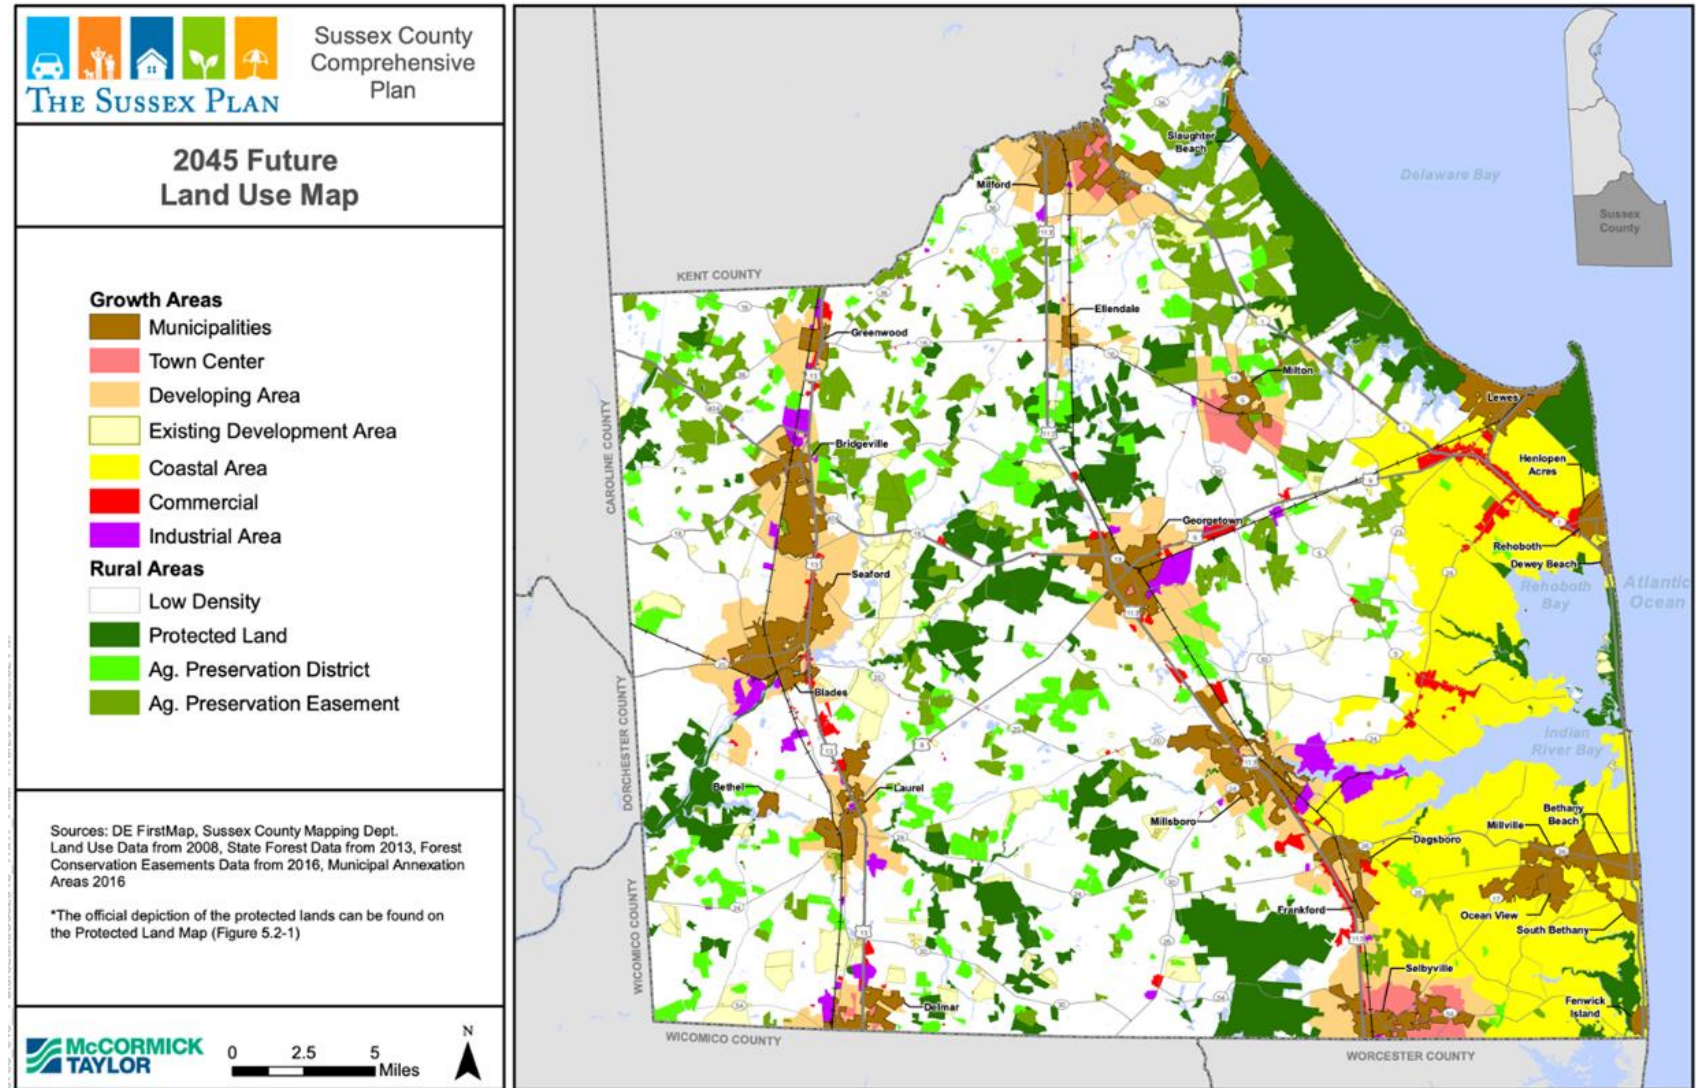 THE SUSSEX PLAN
Sussex County
Comprehensive
Plan
2045 Future
Land Use Map
Growth Areas
Municipalities
Town Center
Developing Area
Existing Development Area
Coastal Area
Commercial
Industrial Area
Rural Areas
Low Density
Protected Land
Ag. Preservation District
Ag. Preservation Easement
Sources: DE FirstMap, Sussex County Mapping Dept.
Land Use Data from 2008, State Forest Data from 2013, Forest
Conservation Easements Data from 2016, Municipal Annexation
Areas 2016
*The official depiction of the protected lands can be found on
the Protected Land Map (Figure 5.2-1)
McCORMICK
TAYLOR
0 2.5 5
Miles
N
Slaughter
Beach
Milford
Delaware Bay
Sussex
County
KENT COUNTY
Ellendale
Greenwood
Milton
Lewes
CAROLINE COUNTY
Bridgeville
Henlopen
Acres
Georgetown
Rehoboth
Dewey Beach
Seaford
Rehoboth
Bay
Atlantic
Ocean
DORCHESTER COUNTY
Blades
Indian
River Bay
Bethel
Laurel
Millsboro
Bethany
Beach
Millville
Dagsboro
WICOMICO COUNTY
Frankford
Ocean View
South Bethany
Selbyville
Delmar
Fenwick
Island
WICOMICO COUNTY
WORCESTER COUNTY